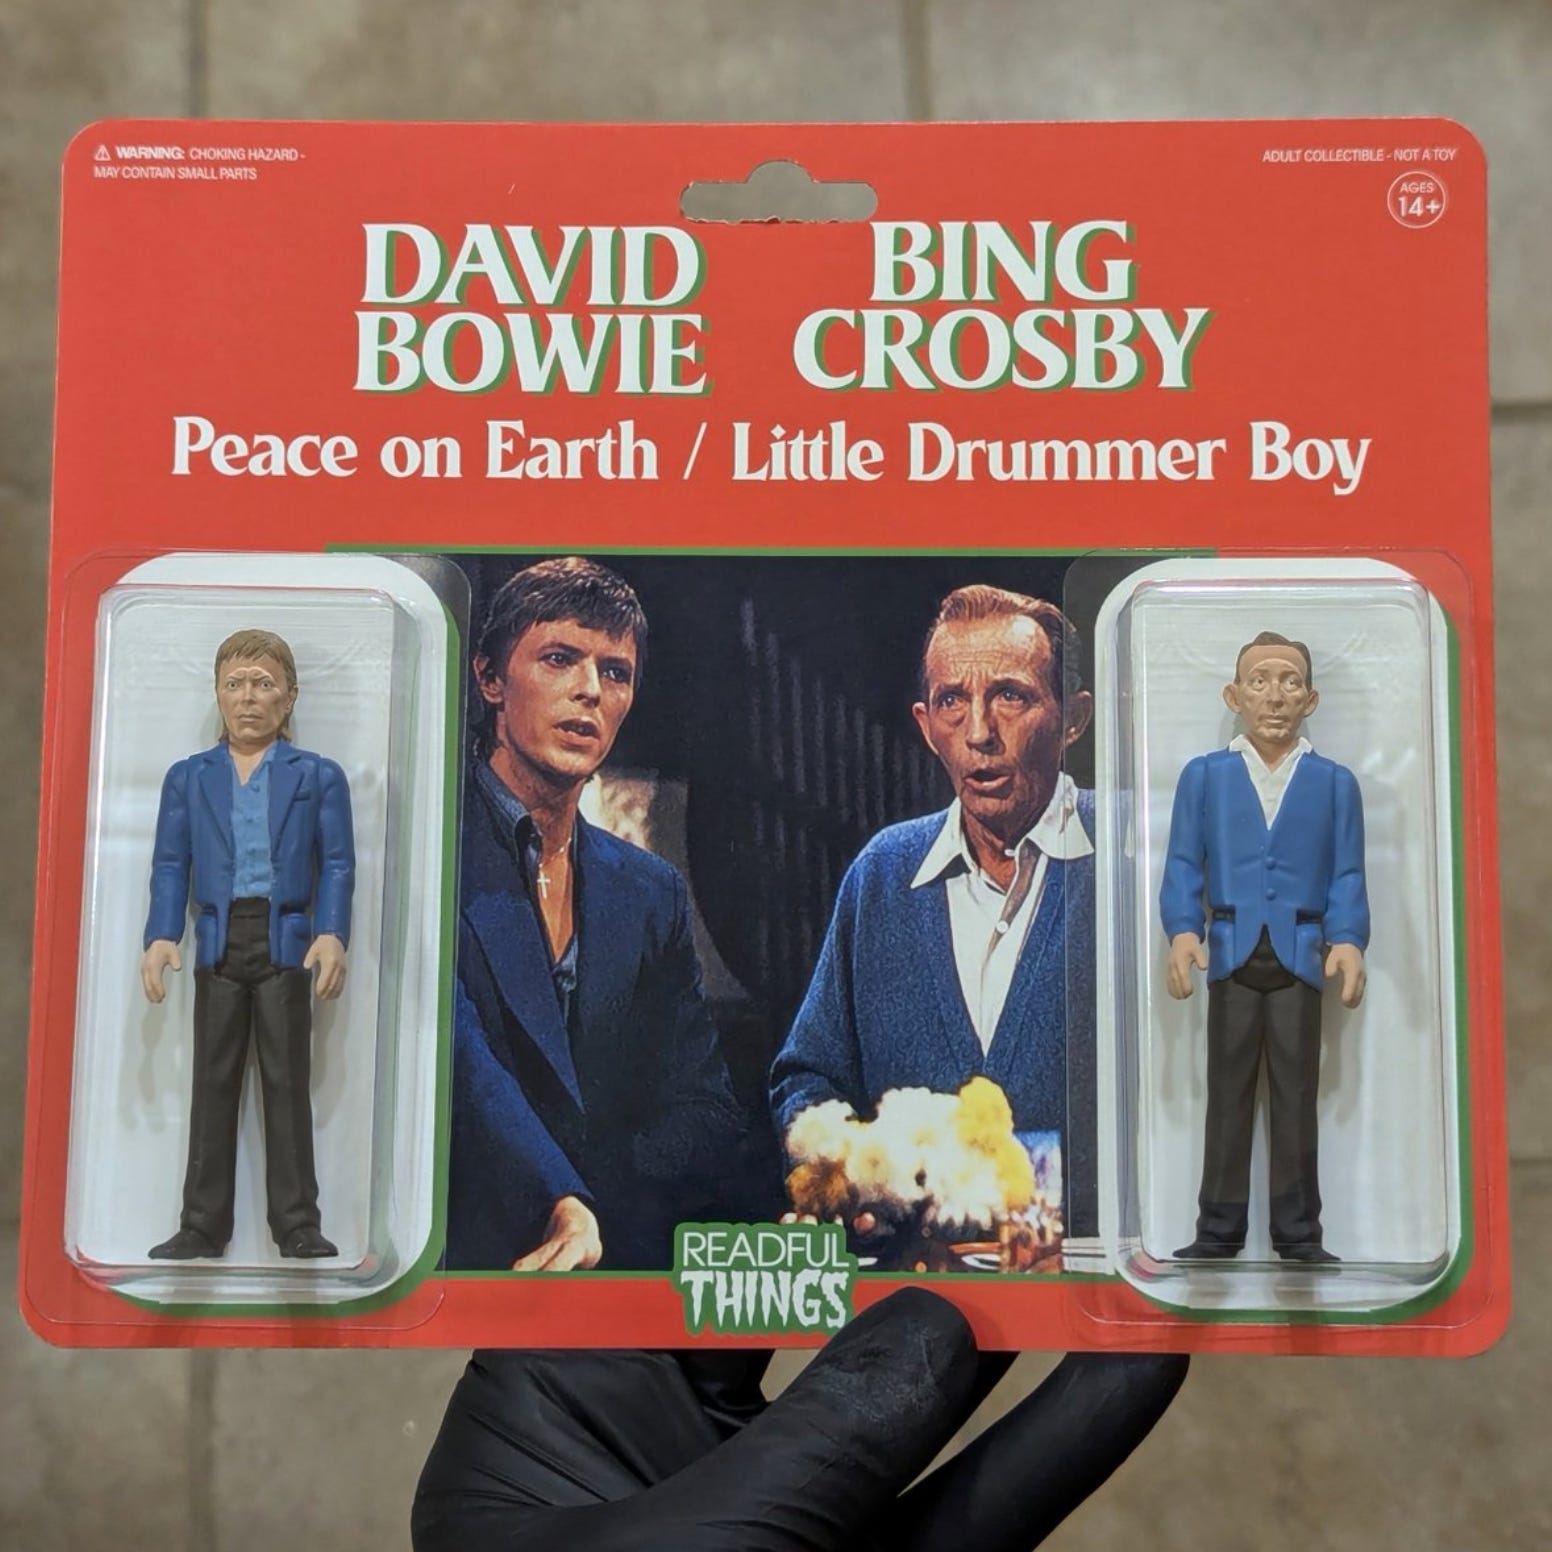 ⚠ WARNING: CHOKING HAZARD -
MAY CONTAIN SMALL PARTS
ADULT COLLECTIBLE - NOT A TOY
AGES
14+
DAVID
BOWIE
BING
CROSBY
Peace on Earth / Little Drummer Boy
READFUL
THINGS